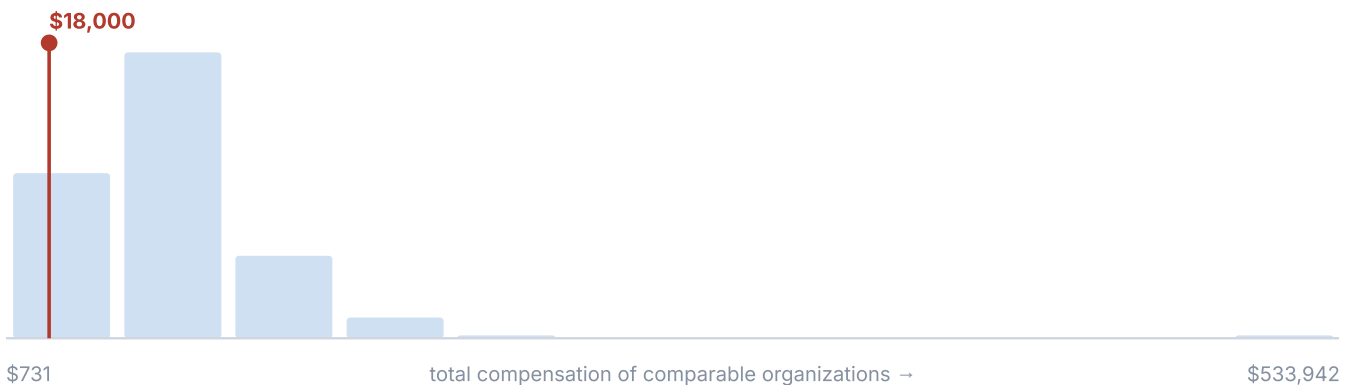 $18,000
$731
total compensation of comparable organizations →
$533,942